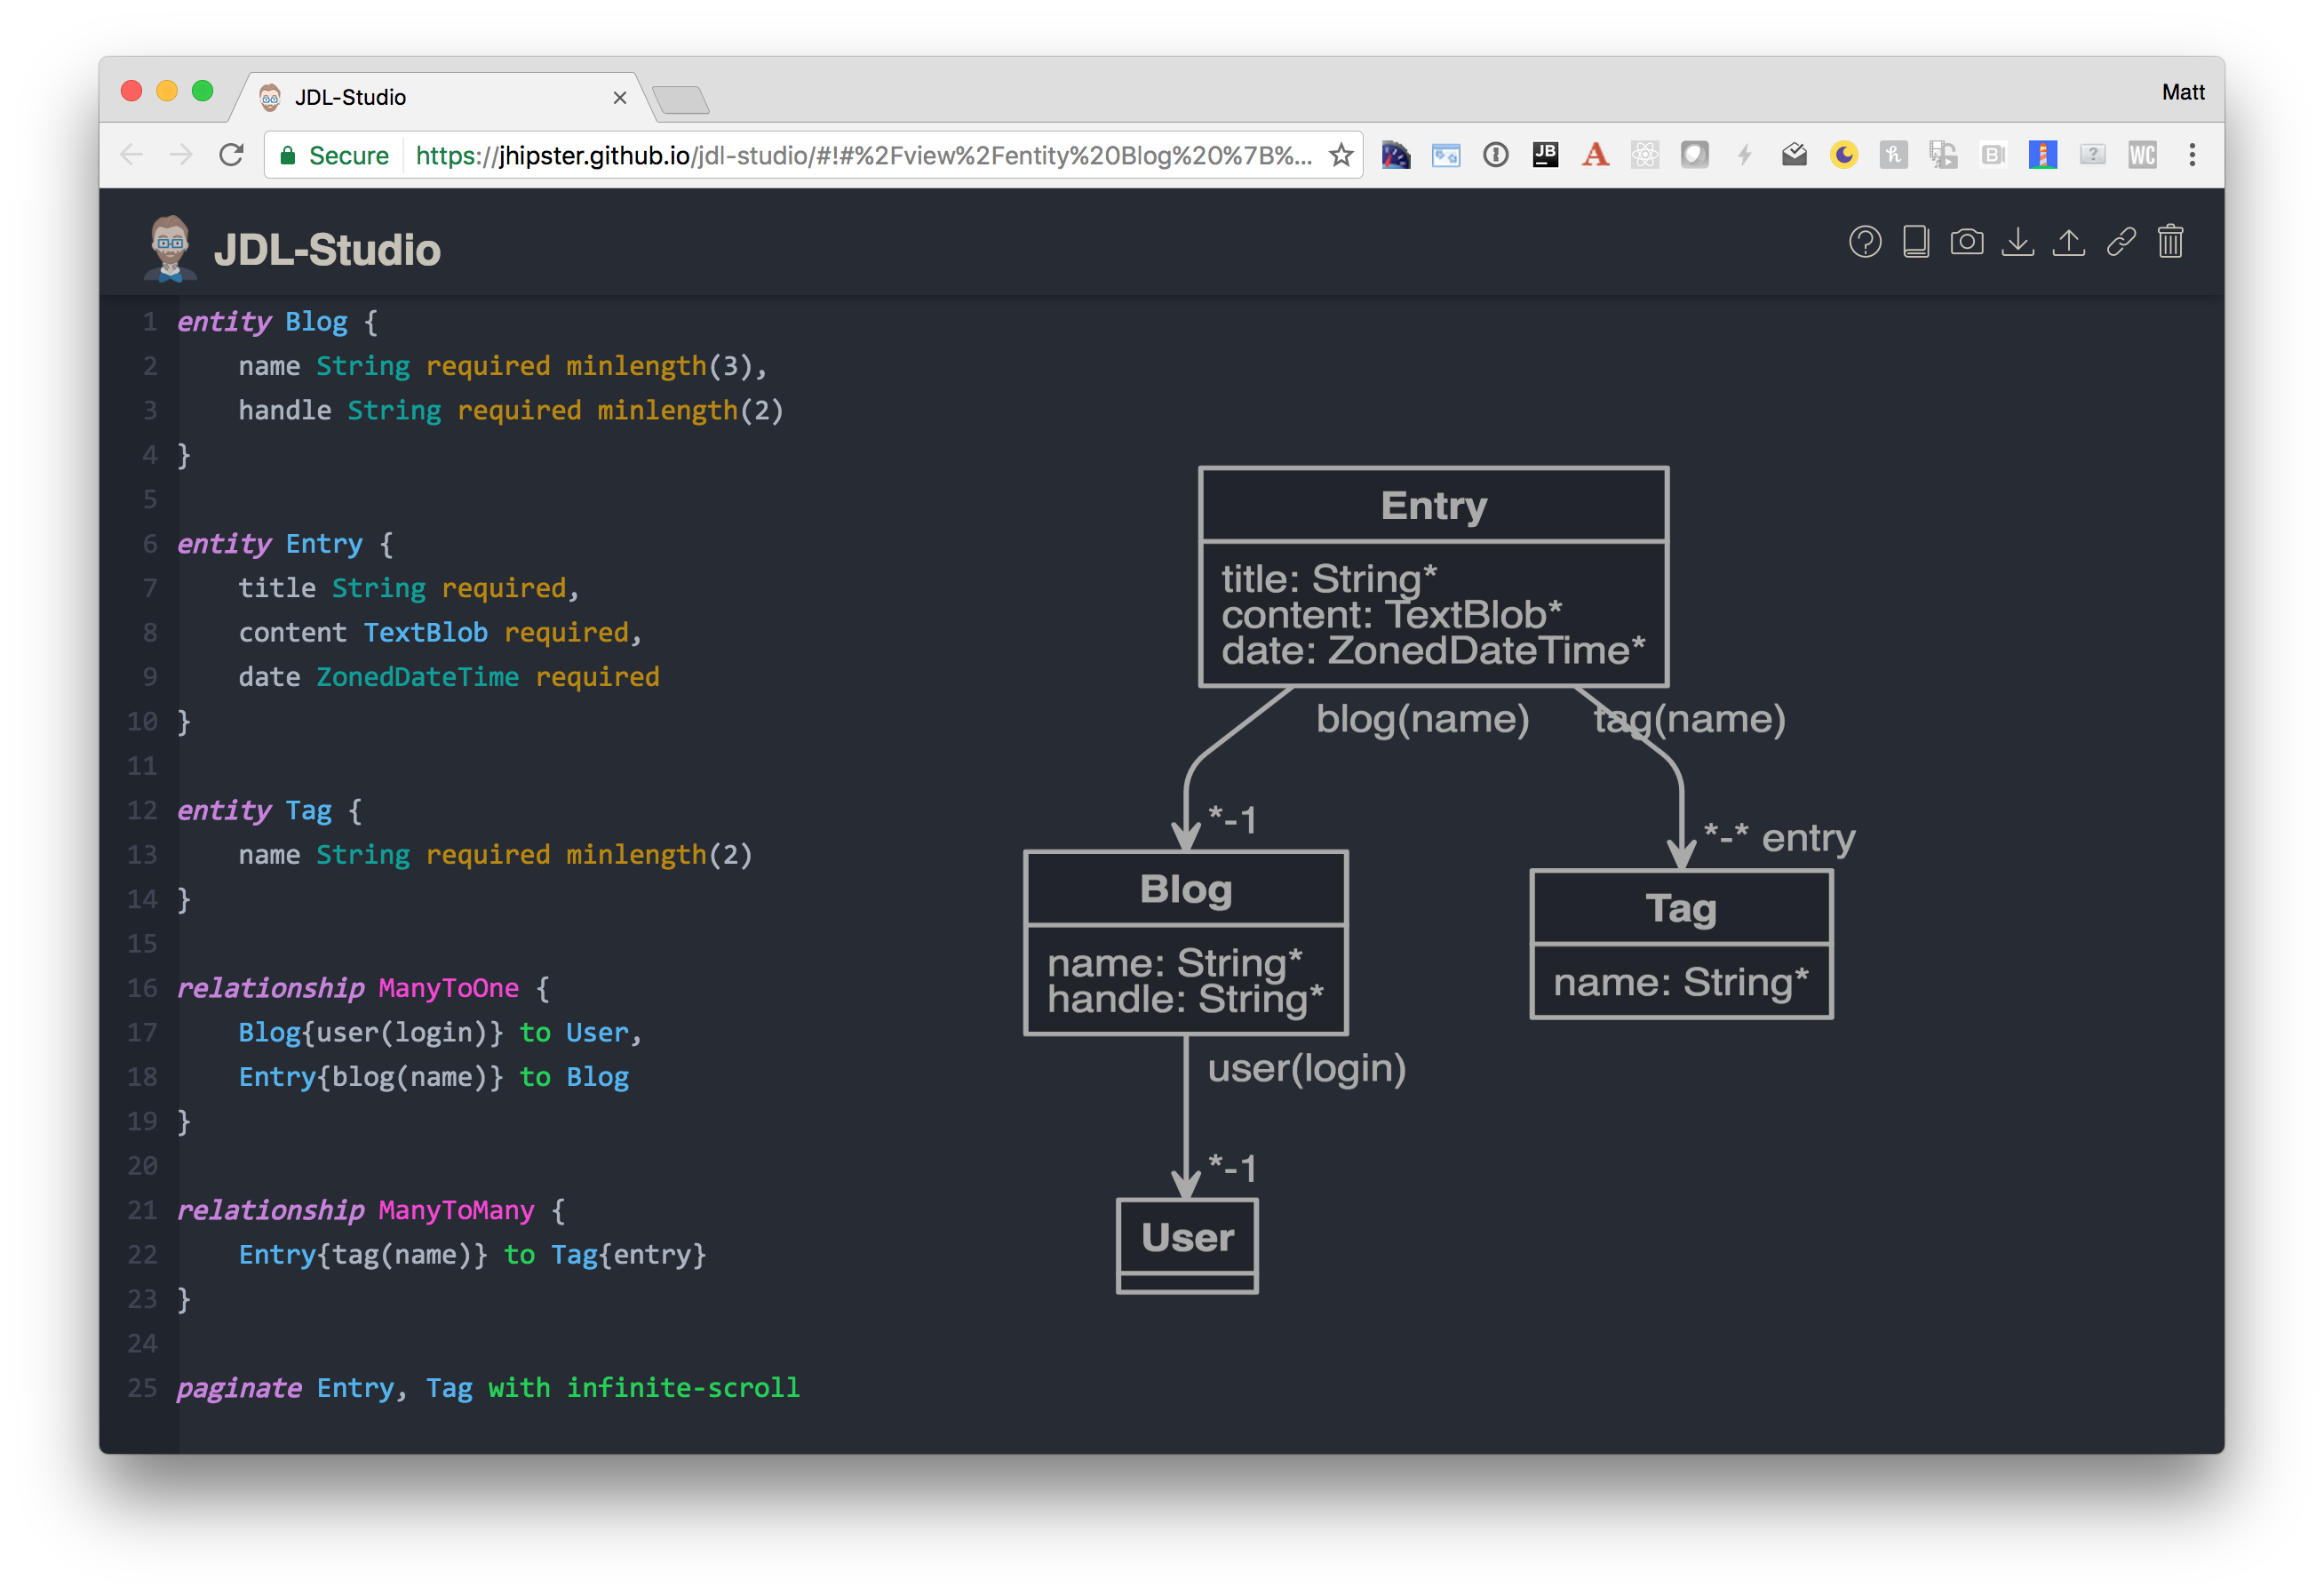 JDL-Studio
Matt
Secure https://jhipster.github.io/jdl-studio/#!#%2Fview%2Fentity%20Blog%20%7B%...
JB
A
h
B
?
WC
JDL-Studio
?
1 entity Blog {
2 name String required minlength(3),
3 handle String required minlength(2)
4 }
5
6 entity Entry {
7 title String required,
8 content TextBlob required,
9 date ZonedDateTime required
10 }
11
12 entity Tag {
13 name String required minlength(2)
14 }
15
16 relationship ManyToOne {
17 Blog{user(login)} to User,
18 Entry{blog(name)} to Blog
19 }
20
21 relationship ManyToMany {
22 Entry{tag(name)} to Tag{entry}
23 }
24
25 paginate Entry, Tag with infinite-scroll
Entry
title: String*
content: TextBlob*
date: ZonedDateTime*
blog(name)
tag(name)
*-1
*-* entry
Blog
name: String*
handle: String*
Tag
name: String*
user(login)
*-1
User